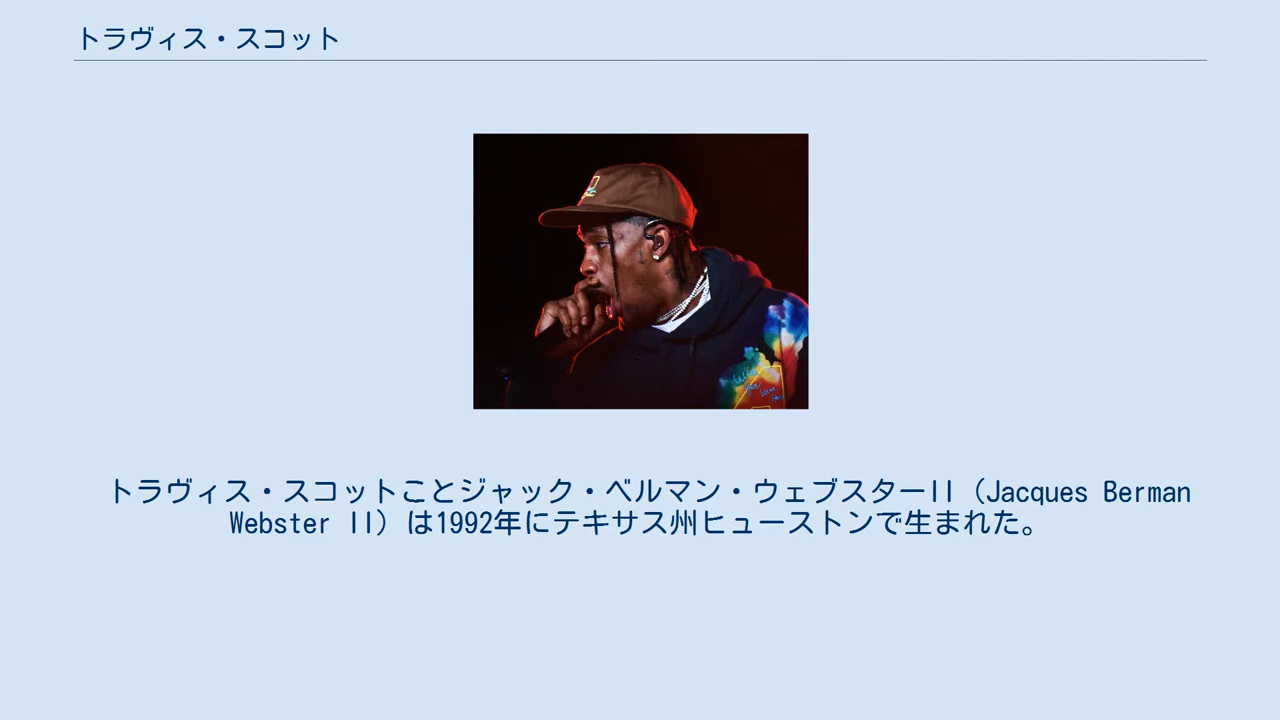 トラヴィス・スコット
トラヴィス・スコットことジャック・ベルマン・ウェブスターII（Jacques Berman
Webster II）は1992年にテキサス州ヒューストンで生まれた。